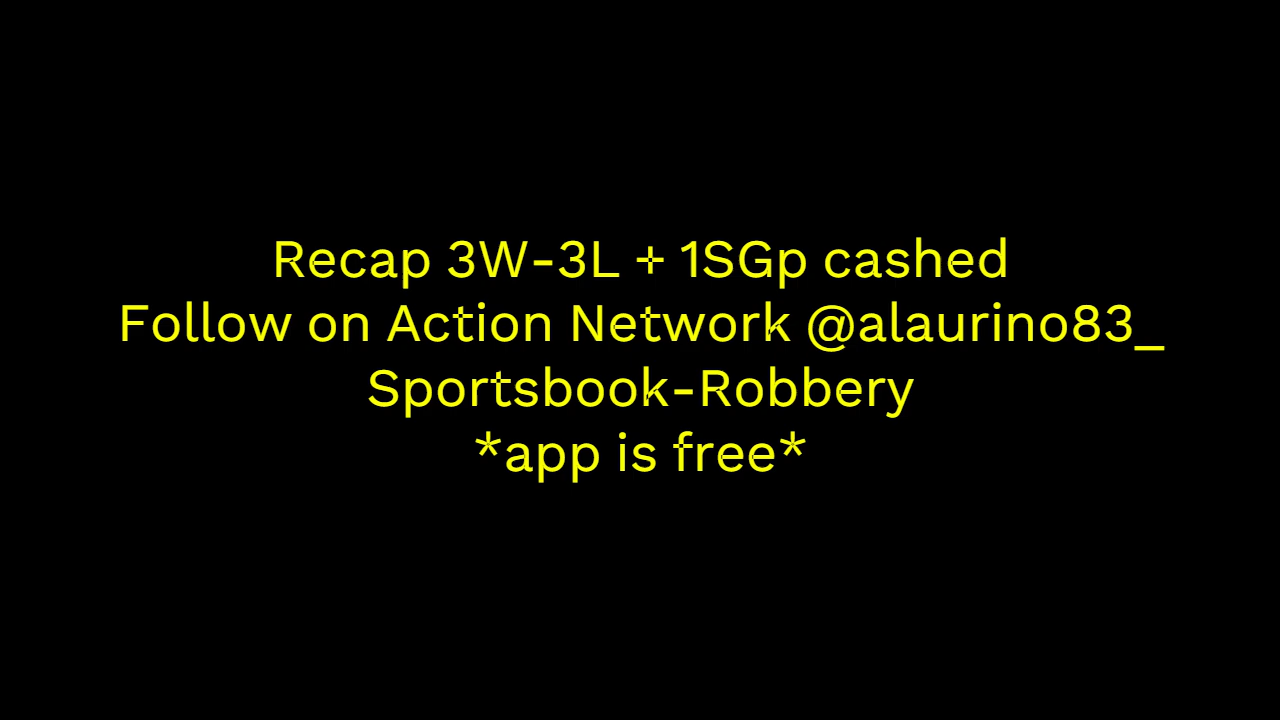 Recap 3W-3L + 1SGp cashed
Follow on Action Network @alaurino83_
Sportsbook-Robbery
*app is free*